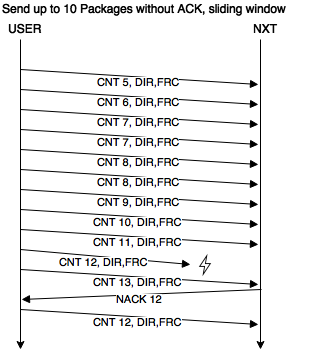 Send up to 10 Packages without ACK, sliding window
USER NXT
CNT 5, DIR,FRC
CNT 6, DIR,FRC
CNT 7, DIR,FRC
CNT 7, DIR,FRC
CNT 8, DIR,FRC
CNT 8, DIR,FRC
CNT 9, DIR,FRC
CNT 10, DIR,FRC
CNT 11, DIR,FRC
CNT 12, DIR,FRC
CNT 13, DIR,FRC
NACK 12
CNT 12, DIR,FRC